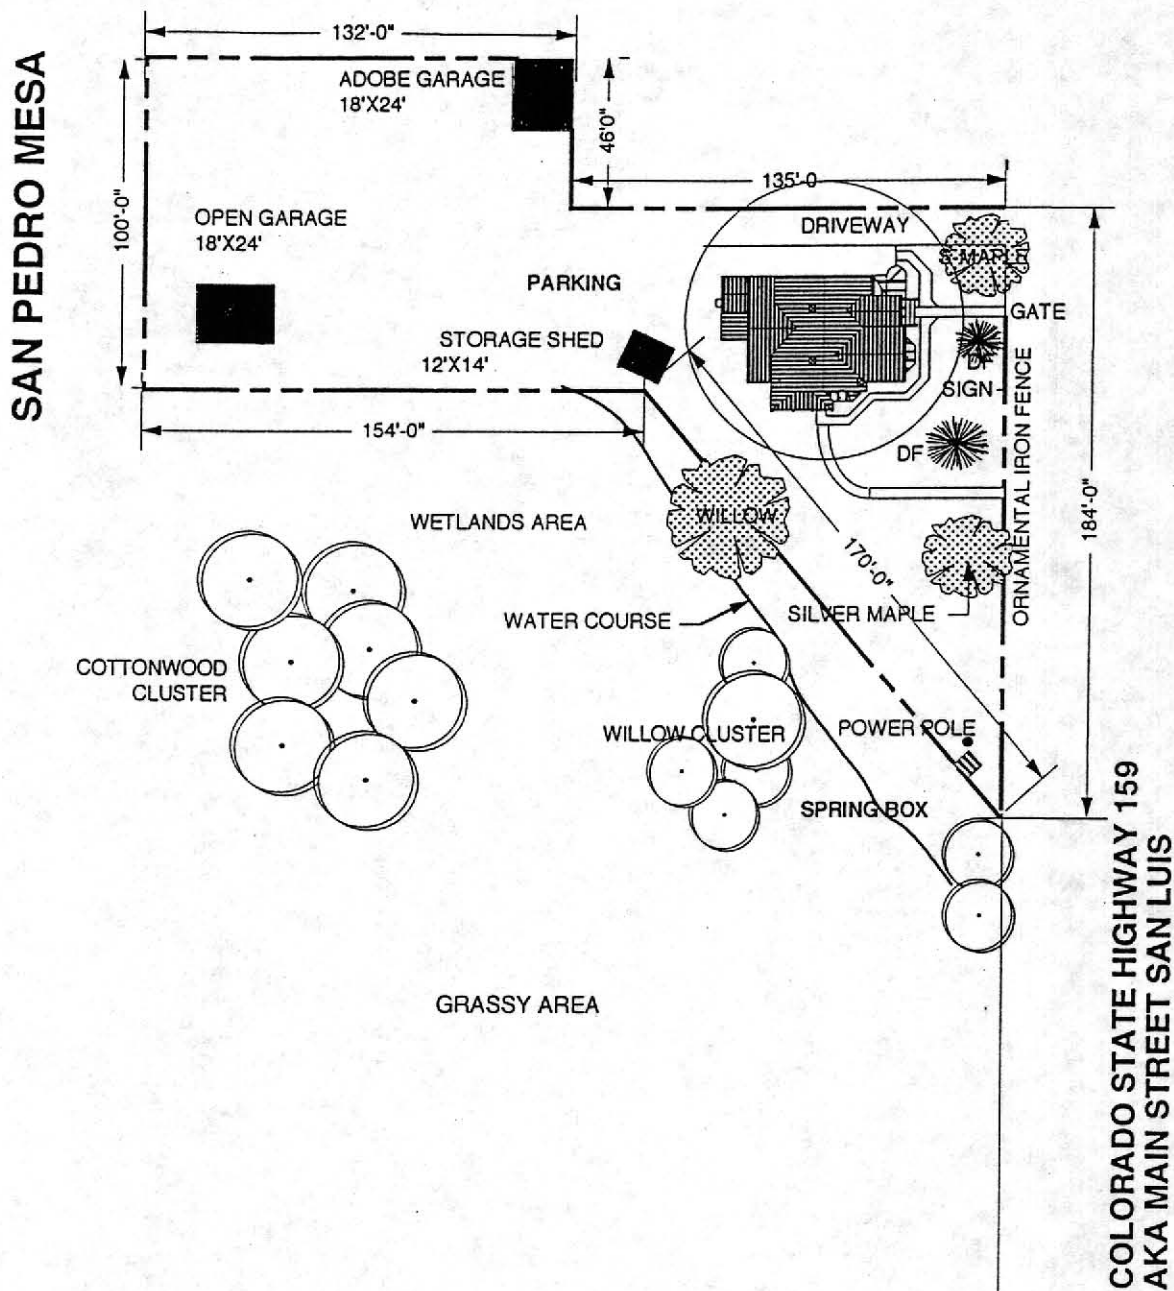 132'-0"
SAN PEDRO MESA
ADOBE GARAGE
18'X24'
46'0"
100'-0"
135'-0
OPEN GARAGE
18'X24'
DRIVEWAY
S MAPLE
PARKING
GATE
STORAGE SHED
12'X14'
DF
SIGN
ORNAMENTAL IRON FENCE
154'-0"
DF
184'-0"
WETLANDS AREA
WILLOW
170'-0"
WATER COURSE
SILVER MAPLE
COTTONWOOD
CLUSTER
WILLOW CLUSTER
POWER POLE
SPRING BOX
GRASSY AREA
COLORADO STATE HIGHWAY 159
AKA MAIN STREET SAN LUIS